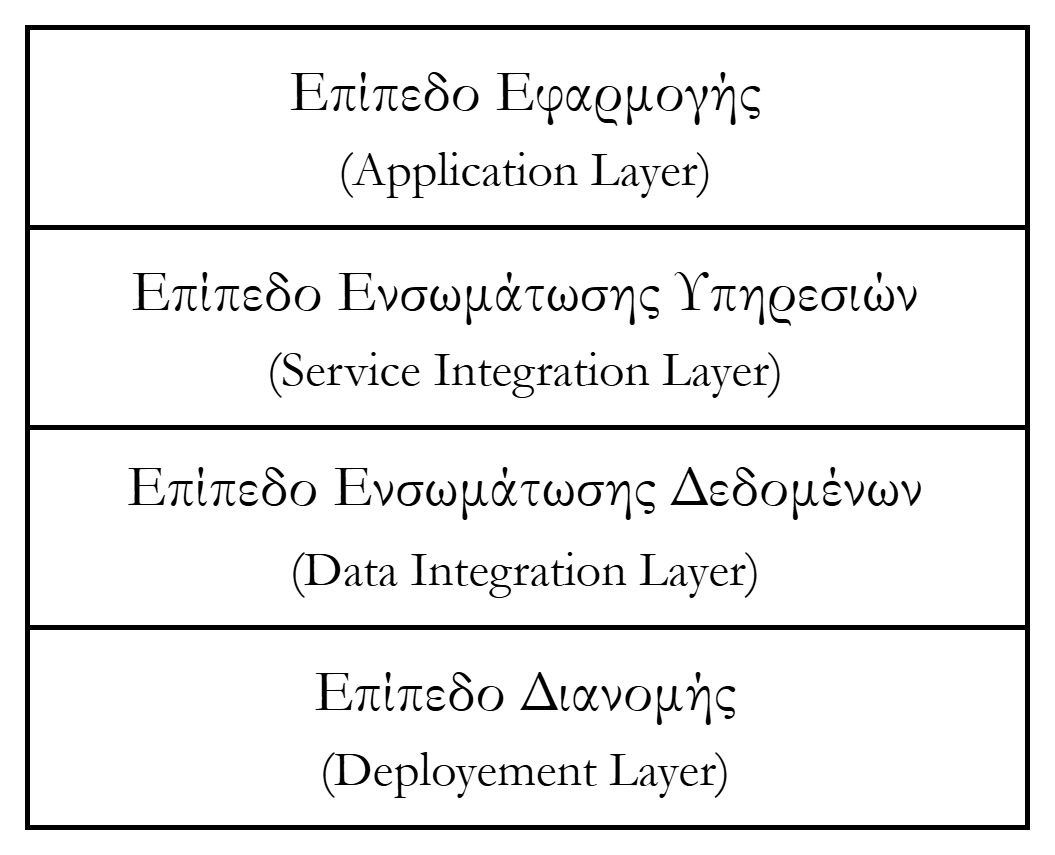 Επίπεδο Εφαρμογής
(Application Layer)
Επίπεδο Ενσωμάτωσης Υπηρεσιών
(Service Integration Layer)
Επίπεδο Ενσωμάτωσης Δεδομένων
(Data Integration Layer)
Επίπεδο Διανομής
(Deployement Layer)